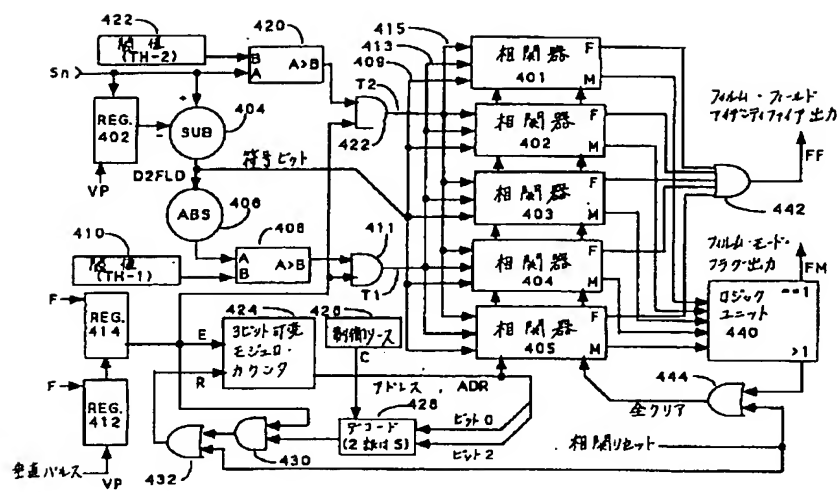 422
閾値
(TH-2)
420
B
A
A>B
Sn
REG.
402
VP
+
-
SUB
404
D2FLD
符号ビット
ABS
406
410
閾値
(TH-1)
408
A
B
A>B
411
T1
T2
422
415
413
409
相関器
401
F
M
相関器
402
F
M
相関器
403
F
M
相関器
404
F
M
相関器
405
F
M
フィルム・フィールド
アイデンティファイア出力
FF
442
フィルム・モード・
フラグ出力
FM
ロジック
ユニット
440
=1
>1
444
全クリア
F
REG.
414
F
REG.
412
垂直パルス
VP
424
E
R
3ビット可変
モジュロ・
カウンタ
426
制御ソース
C
アドレス, ADR
428
デコード
(2 または 5)
ビット0
ビット2
430
432
相関リセット